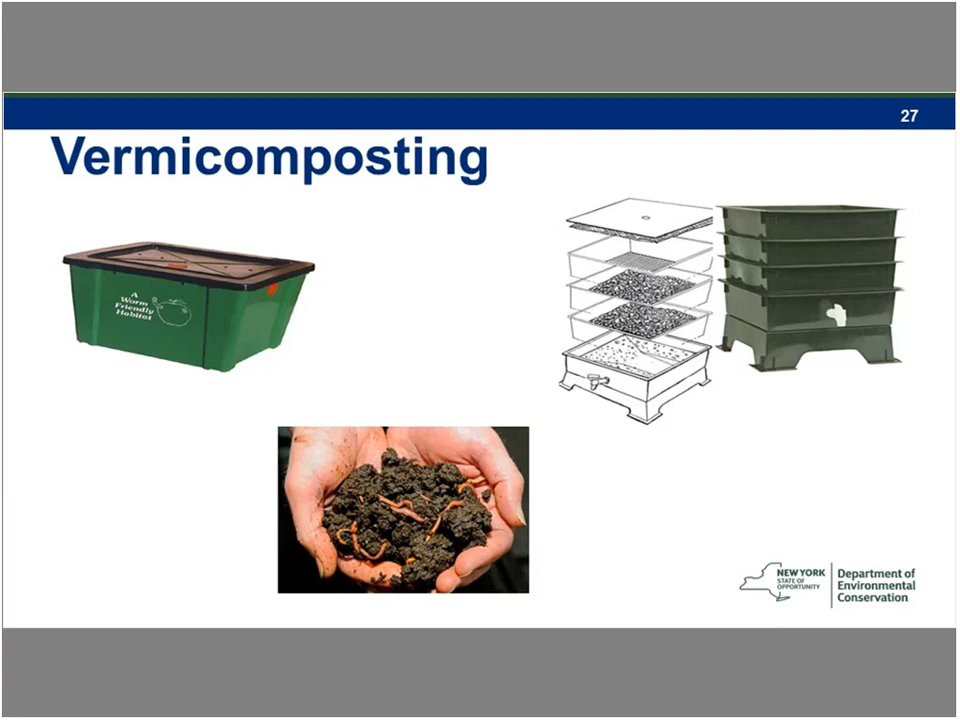 27
Vermicomposting
A
Worm
Friendly
Habitat
NEW YORK
STATE OF
OPPORTUNITY
Department of
Environmental
Conservation